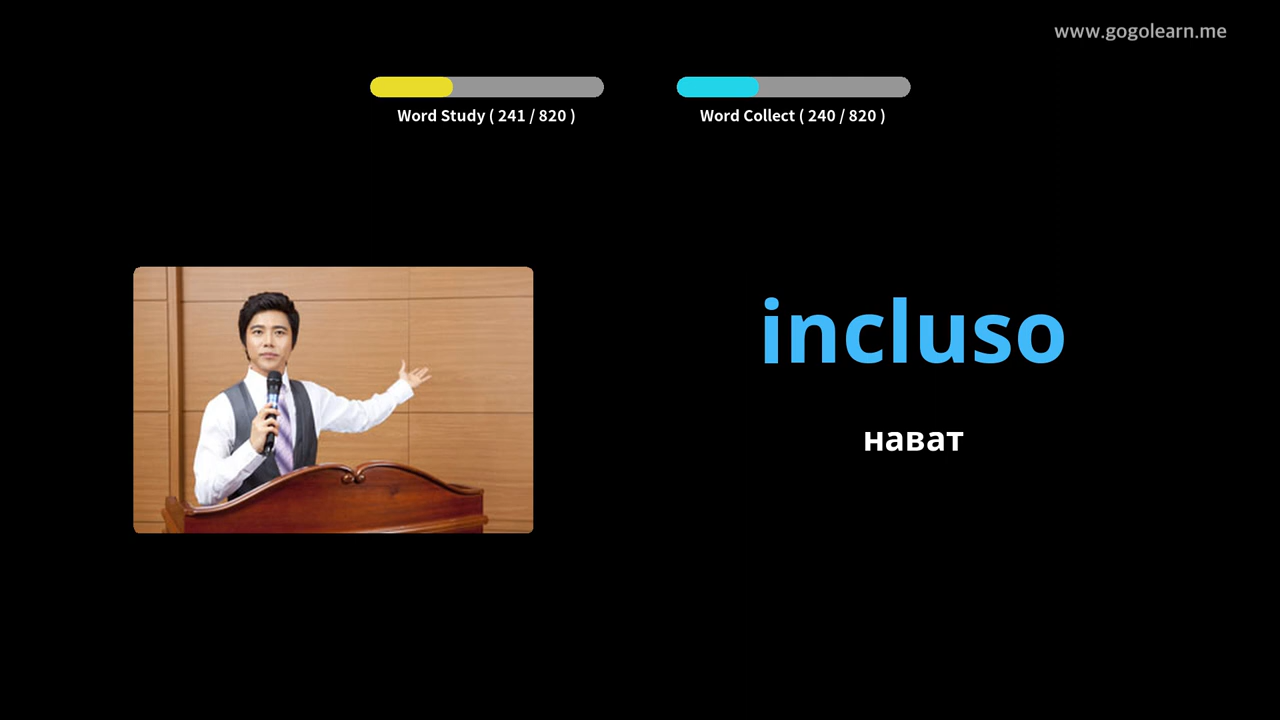 www.gogolearn.me
Word Study ( 241 / 820 )
Word Collect ( 240 / 820 )
incluso
нават